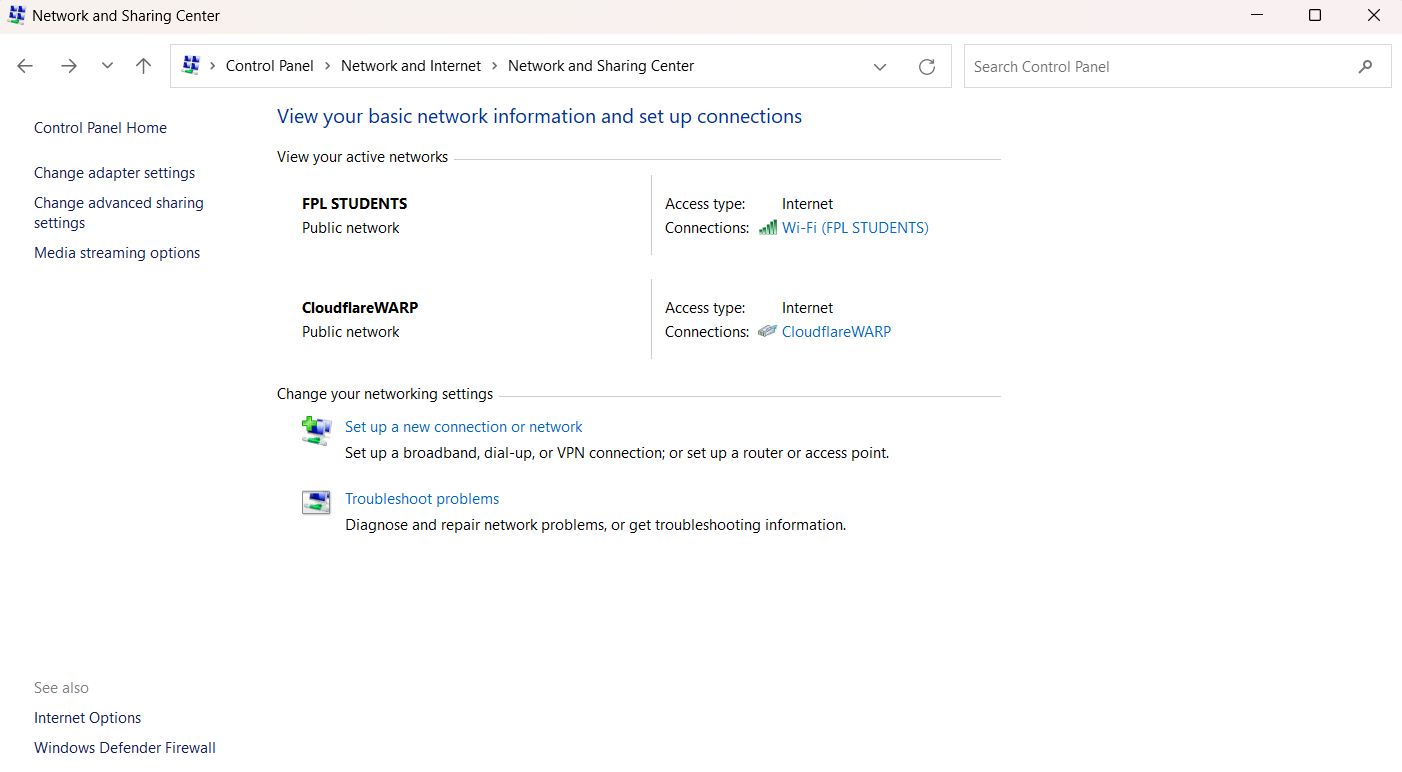 Network and Sharing Center
Control Panel > Network and Internet > Network and Sharing Center
Search Control Panel
Control Panel Home
Change adapter settings
Change advanced sharing
settings
Media streaming options
View your basic network information and set up connections
View your active networks
FPL STUDENTS
Public network
Access type: Internet
Connections: Wi-Fi (FPL STUDENTS)
CloudflareWARP
Public network
Access type: Internet
Connections: CloudflareWARP
Change your networking settings
Set up a new connection or network
Set up a broadband, dial-up, or VPN connection; or set up a router or access point.
Troubleshoot problems
Diagnose and repair network problems, or get troubleshooting information.
See also
Internet Options
Windows Defender Firewall